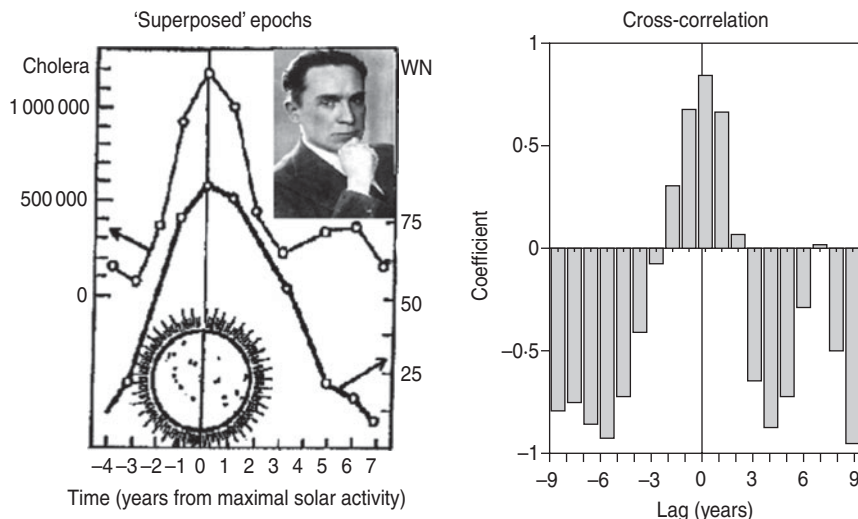 'Superposed' epochs
Cholera
WN
1 000 000
500 000
0
75
50
25
–4 –3 –2 –1 0 1 2 3 4 5 6 7
Time (years from maximal solar activity)
Cross-correlation
Coefficient
1
0·5
0
–0.5
–1
–9 –6 –3 0 3 6 9
Lag (years)